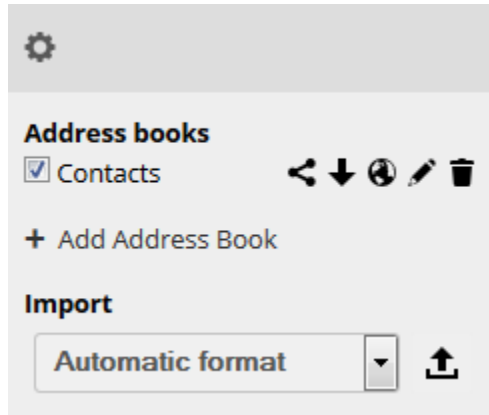 Address books
Contacts
+ Add Address Book
Import
Automatic format